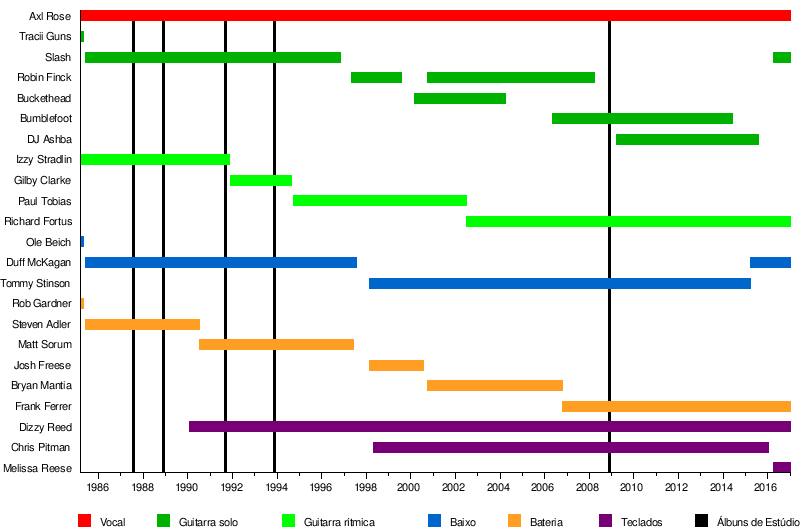 Axl Rose
Tracii Guns
Slash
Robin Finck
Buckethead
Bumblefoot
DJ Ashba
Izzy Stradlin
Gilby Clarke
Paul Tobias
Richard Fortus
Ole Beich
Duff McKagan
Tommy Stinson
Rob Gardner
Steven Adler
Matt Sorum
Josh Freese
Bryan Mantia
Frank Ferrer
Dizzy Reed
Chris Pitman
Melissa Reese
1986 1988 1990 1992 1994 1996 1998 2000 2002 2004 2006 2008 2010 2012 2014 2016
Vocal Guitarra solo Guitarra rítmica Baixo Bateria Teclados Álbuns de Estúdio